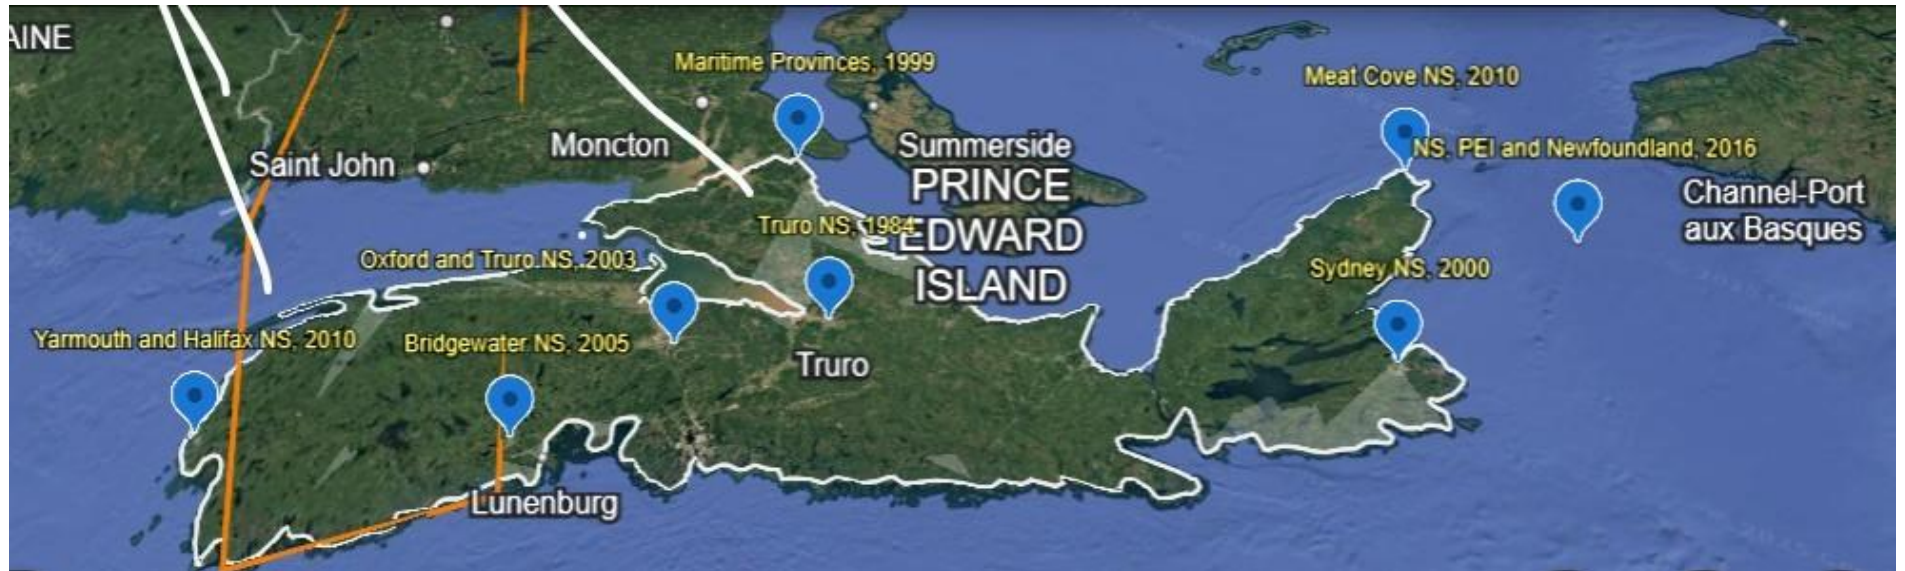 AINE
Maritime Provinces, 1999
Meat Cove NS, 2010
Moncton
Summerside
NS, PEI and Newfoundland, 2016
Saint John
PRINCE
EDWARD
ISLAND
Channel-Port
aux Basques
Truro NS, 1984
Oxford and Truro NS, 2003
Sydney NS, 2000
Yarmouth and Halifax NS, 2010
Bridgewater NS, 2005
Truro
Lunenburg